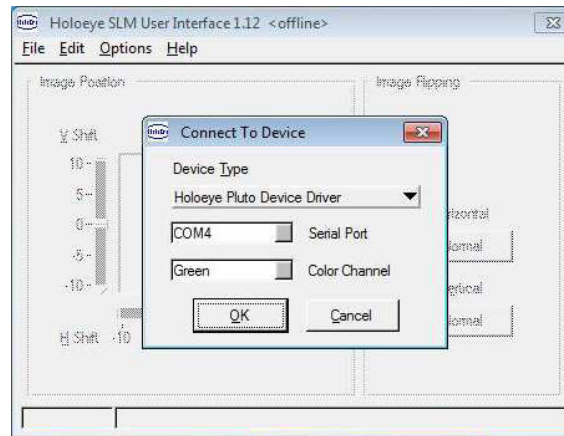 Holoeye SLM User Interface 1.12 <offline>
File Edit Options Help
Image Position
Image Flipping
V Shift
10
5
0
-5
-10
H Shift -10
Connect To Device
Device Type
Holoeye Pluto Device Driver
COM4 Serial Port
Green Color Channel
OK Cancel